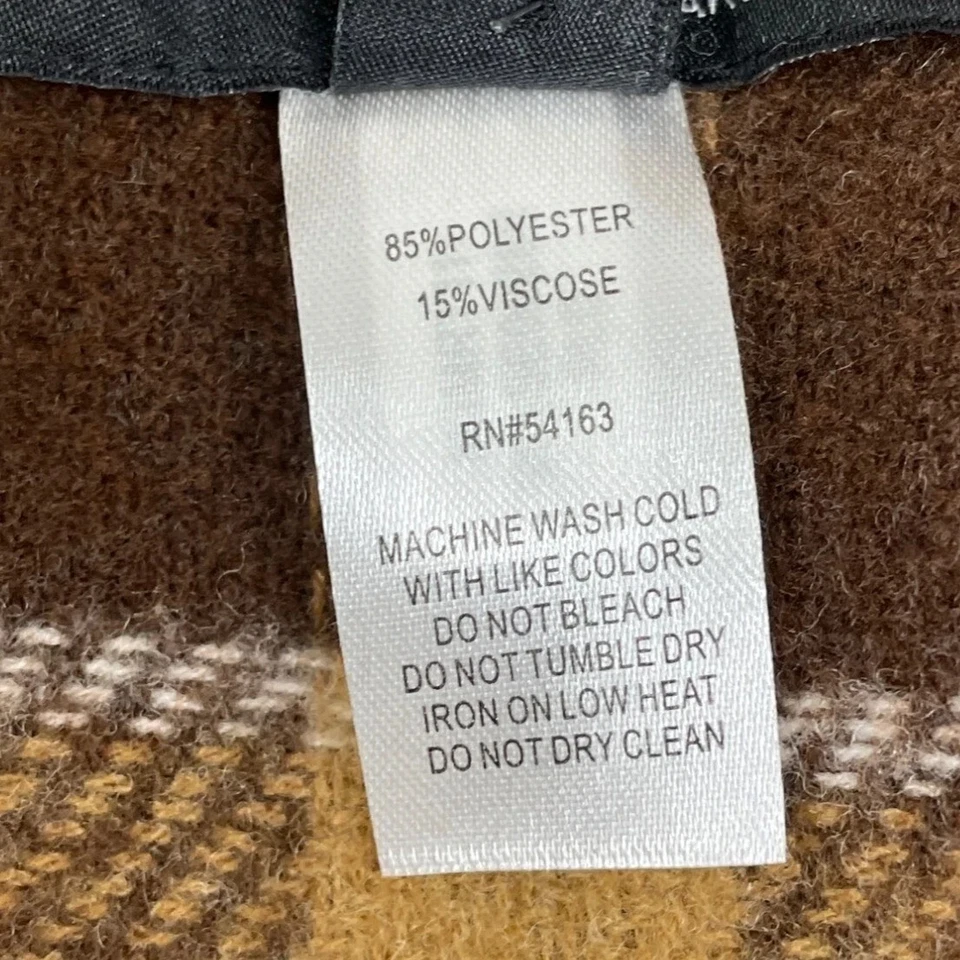 85%POLYESTER
15%VISCOSE
RN#54163
MACHINE WASH COLD
WITH LIKE COLORS
DO NOT BLEACH
DO NOT TUMBLE DRY
IRON ON LOW HEAT
DO NOT DRY CLEAN